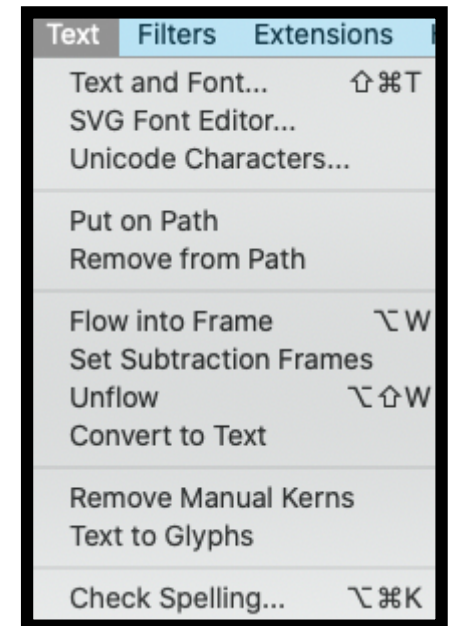 Text Filters Extensions
Text and Font... ⇧⌘T
SVG Font Editor...
Unicode Characters...
Put on Path
Remove from Path
Flow into Frame ⌥W
Set Subtraction Frames
Unflow ⌥⇧W
Convert to Text
Remove Manual Kerns
Text to Glyphs
Check Spelling... ⌥⌘K